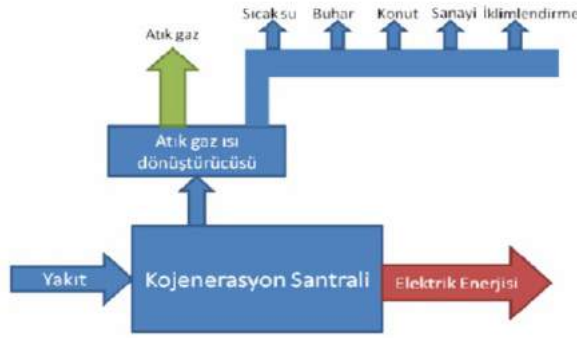 Sıcak su Buhar Konut Sanayi İklimlendirme
Atık gaz
Atık gaz ısı
dönüştürücüsü
Yakıt
Kojenerasyon Santrali
Elektrik Enerjisi